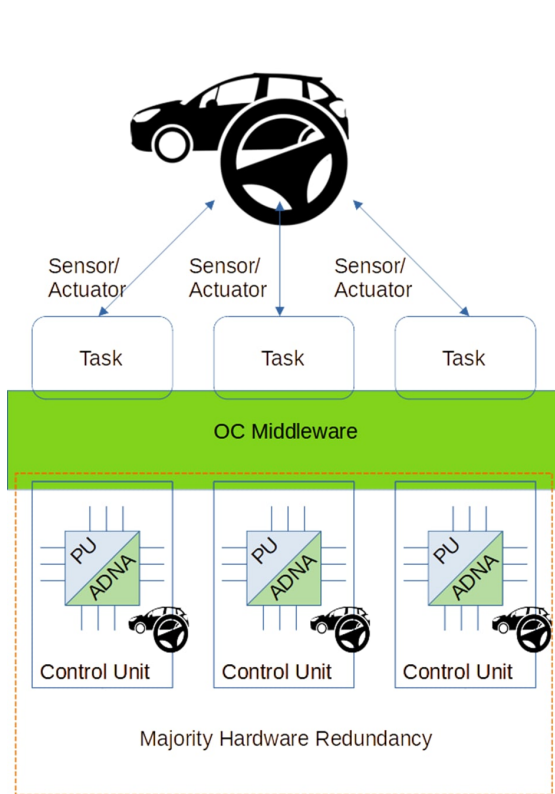 Sensor/
Actuator
Sensor/
Actuator
Sensor/
Actuator
Task
Task
Task
OC Middleware
PU
ADNA
PU
ADNA
PU
ADNA
Control Unit
Control Unit
Control Unit
Majority Hardware Redundancy